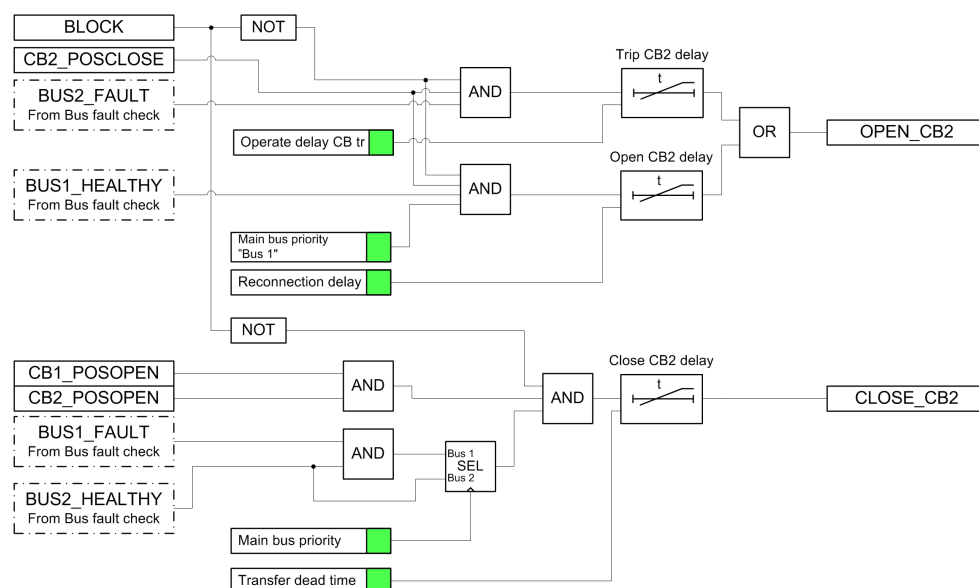 BLOCK
NOT
CB2_POSCLOSE
Trip CB2 delay
t
BUS2_FAULT
From Bus fault check
AND
OR
OPEN_CB2
Operate delay CB tr
Open CB2 delay
t
BUS1_HEALTHY
From Bus fault check
AND
Main bus priority
"Bus 1"
Reconnection delay
NOT
Close CB2 delay
t
CB1_POSOPEN
CB2_POSOPEN
AND
AND
CLOSE_CB2
BUS1_FAULT
From Bus fault check
AND
Bus 1
SEL
Bus 2
BUS2_HEALTHY
From Bus fault check
Main bus priority
Transfer dead time